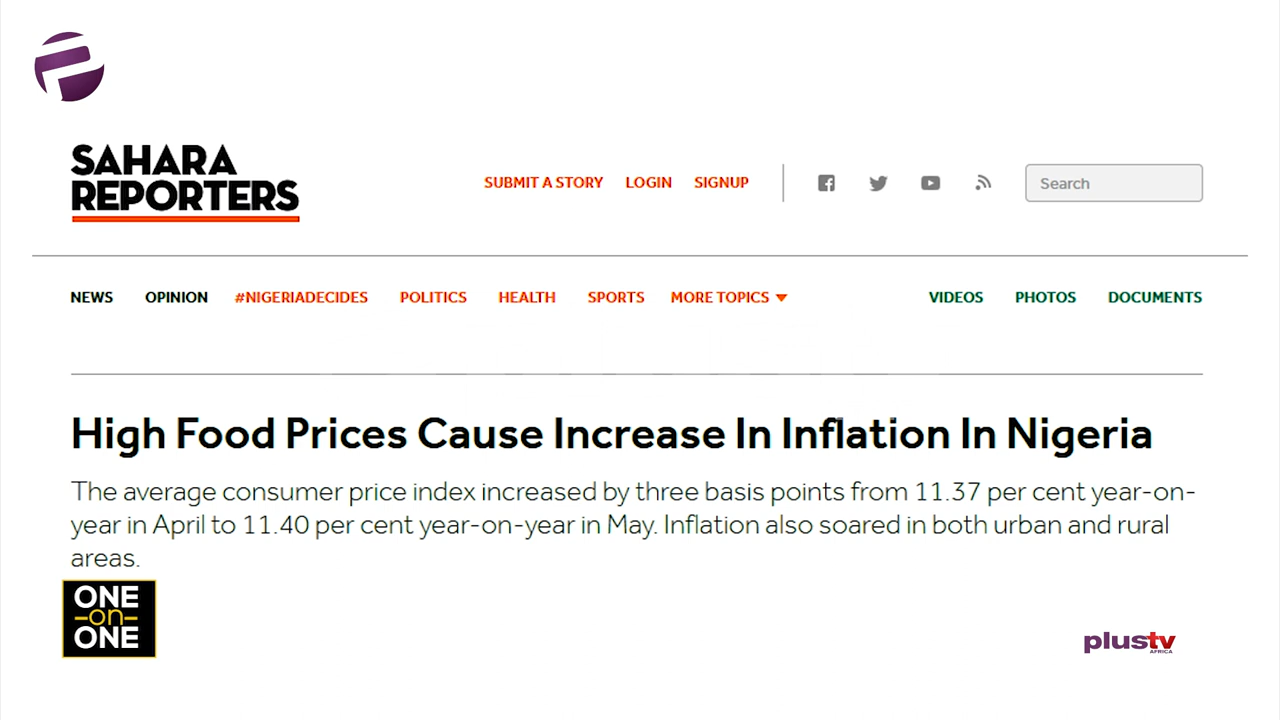 SAHARA
REPORTERS
SUBMIT A STORY LOGIN SIGNUP Search
NEWS OPINION #NIGERIADECIDES POLITICS HEALTH SPORTS MORE TOPICS VIDEOS PHOTOS DOCUMENTS
High Food Prices Cause Increase In Inflation In Nigeria
The average consumer price index increased by three basis points from 11.37 per cent year-on-
year in April to 11.40 per cent year-on-year in May. Inflation also soared in both urban and rural
areas.
ONE
on
ONE
plustv
AFRICA